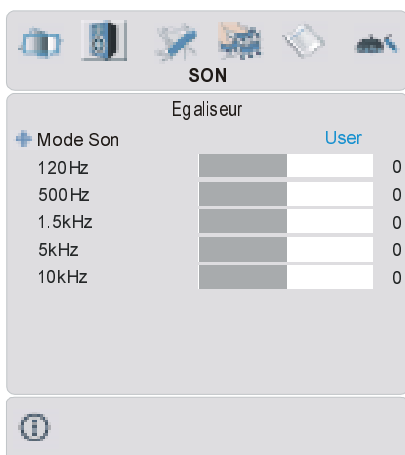 SON
Egaliseur
Mode Son User
120Hz 0
500Hz 0
1.5kHz 0
5kHz 0
10kHz 0